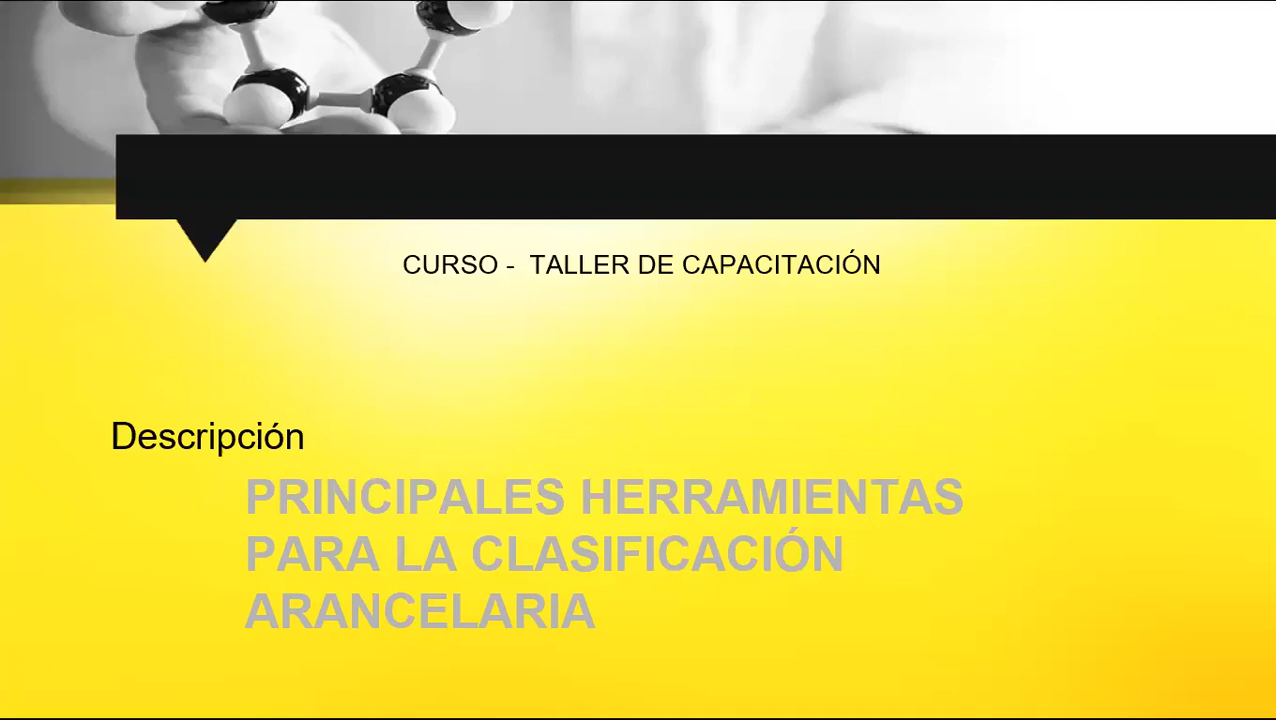 CURSO -  TALLER DE CAPACITACIÓN
Descripción
PRINCIPALES HERRAMIENTAS
PARA LA CLASIFICACIÓN
ARANCELARIA